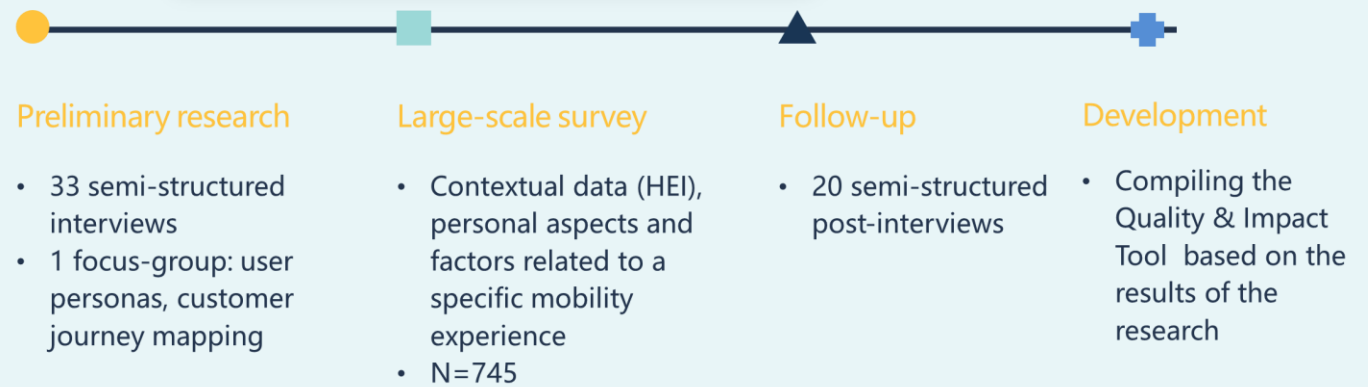 Preliminary research
• 33 semi-structured
interviews
• 1 focus-group: user
personas, customer
journey mapping
Large-scale survey
• Contextual data (HEI),
personal aspects and
factors related to a
specific mobility
experience
• N=745
Follow-up
• 20 semi-structured
post-interviews
Development
• Compiling the
Quality & Impact
Tool based on the
results of the
research